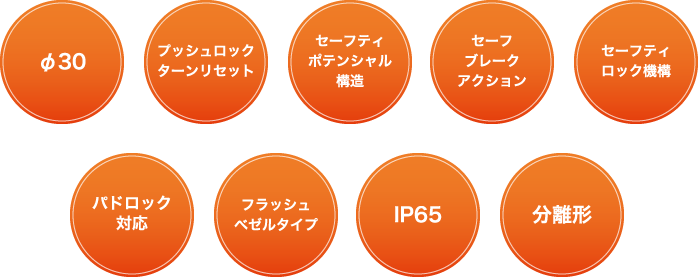 φ30
プッシュロック
ターンリセット
セーフティ
ポテンシャル
構造
セーフ
ブレーク
アクション
セーフティ
ロック機構
パドロック
対応
フラッシュ
ベゼルタイプ
IP65
分離形